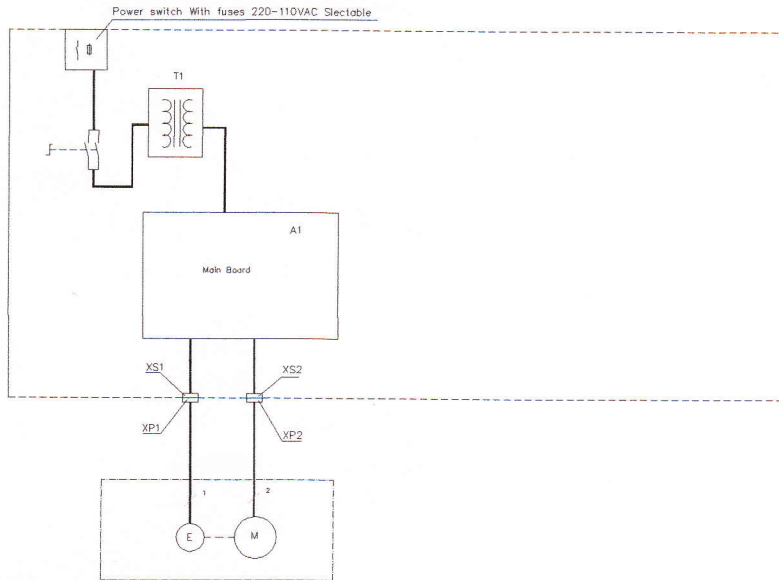 Power switch With fuses 220-110VAC Slectable
T1
A1
Main Board
XS1
XS2
XP1
XP2
1
2
E
M